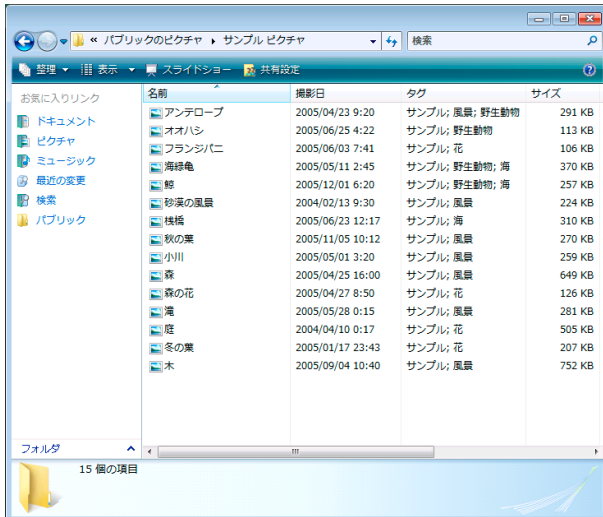 « パブリックのピクチャ ▸ サンプル ピクチャ 検索
整理 表示 スライドショー 共有設定
お気に入りリンク
ドキュメント
ピクチャ
ミュージック
最近の変更
検索
パブリック
名前 撮影日 タグ サイズ
アンテロープ 2005/04/23 9:20 サンプル; 風景; 野生動物 291 KB
オオハシ 2005/06/25 4:22 サンプル; 野生動物 113 KB
フランジパニ 2005/06/03 7:41 サンプル; 花 106 KB
海緑亀 2005/05/11 2:45 サンプル; 野生動物; 海 370 KB
鯨 2005/12/01 6:20 サンプル; 野生動物; 海 257 KB
砂漠の風景 2004/02/13 9:30 サンプル; 風景 224 KB
桟橋 2005/06/23 12:17 サンプル; 海 310 KB
秋の葉 2005/11/05 10:12 サンプル; 風景 270 KB
小川 2005/05/01 3:20 サンプル; 風景 259 KB
森 2005/04/25 16:00 サンプル; 風景 649 KB
森の花 2005/04/27 8:50 サンプル; 花 126 KB
滝 2005/05/28 0:15 サンプル; 風景 281 KB
庭 2004/04/10 0:17 サンプル; 花 505 KB
冬の葉 2005/01/17 23:43 サンプル; 花 207 KB
木 2005/09/04 10:40 サンプル; 風景 752 KB
フォルダ
15 個の項目